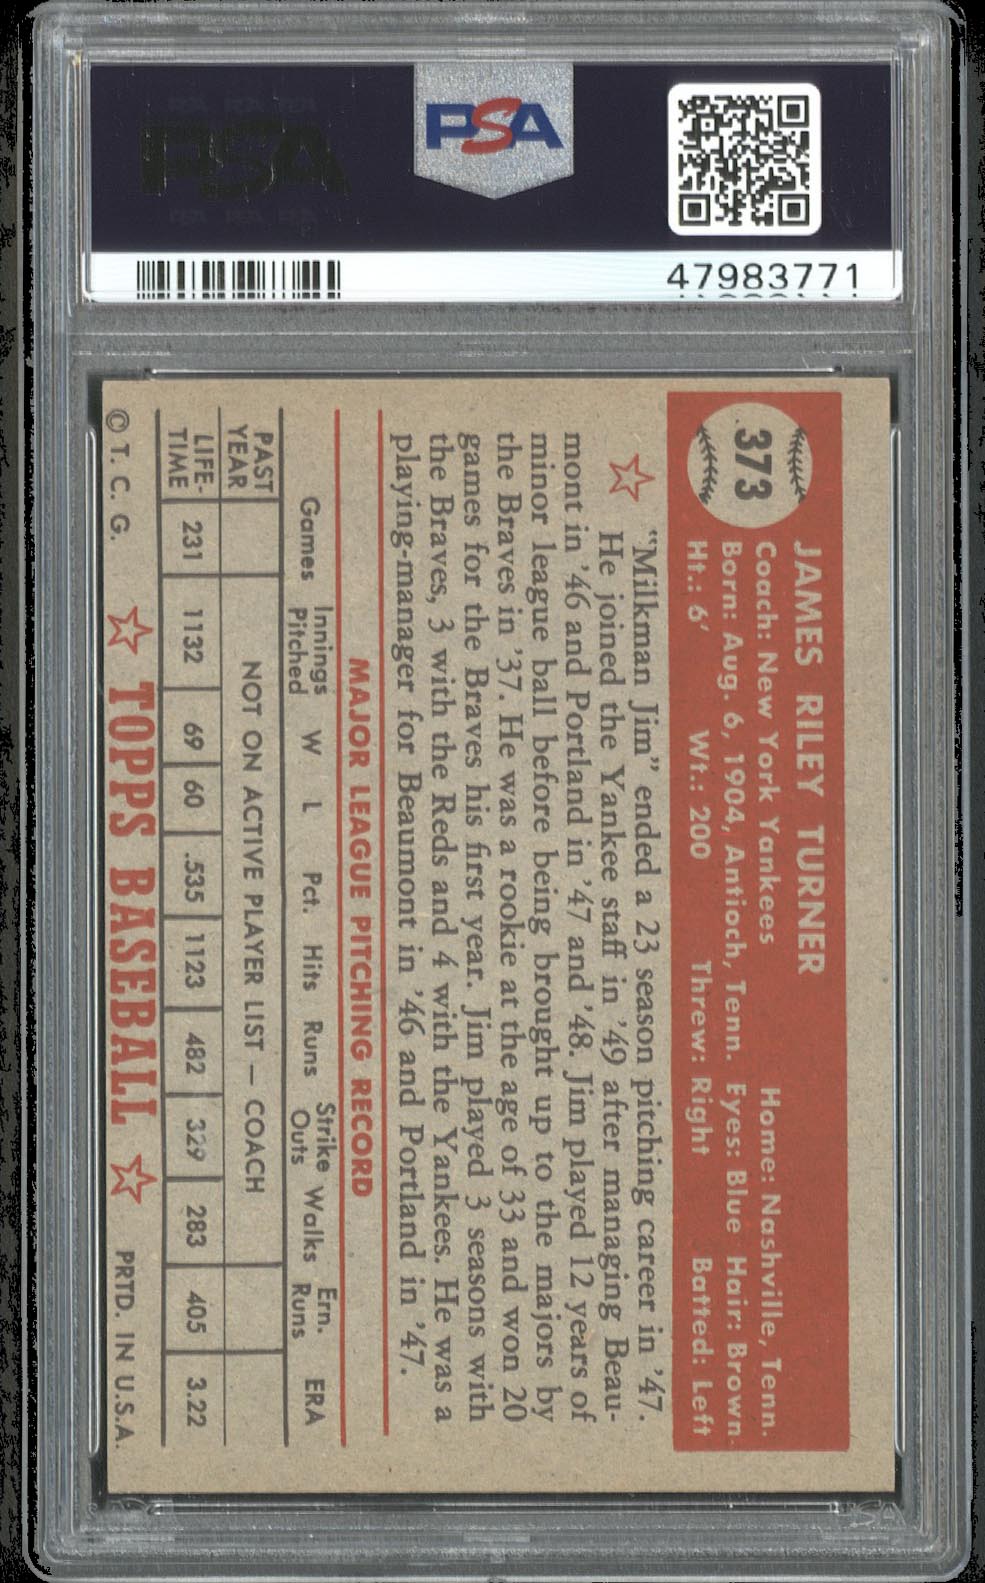 PSA
PSA
47983771
373
JAMES RILEY TURNER
Coach: New York Yankees Home: Nashville, Tenn.
Born: Aug. 6, 1904, Antioch, Tenn. Eyes: Blue Hair: Brown
Ht.: 6' Wt.: 200 Threw: Right Batted: Left
"Milkman Jim" ended a 23 season pitching career in '47.
He joined the Yankee staff in '49 after managing Beau-
mont in '46 and Portland in '47 and '48. Jim played 12 years of
minor league ball before being brought up to the majors by
the Braves in '37. He was a rookie at the age of 33 and won 20
games for the Braves his first year. Jim played 3 seasons with
the Braves, 3 with the Reds and 4 with the Yankees. He was a
playing-manager for Beaumont in '46 and Portland in '47.
MAJOR LEAGUE PITCHING RECORD
Games Innings Pitched W L Pct. Hits Runs Strike Outs Walks Ern. Runs ERA
PAST YEAR NOT ON ACTIVE PLAYER LIST — COACH
LIFE-TIME 231 1132 69 60 .535 1123 482 329 283 405 3.22
© T. C. G. TOPPS BASEBALL PRTD. IN U.S.A.